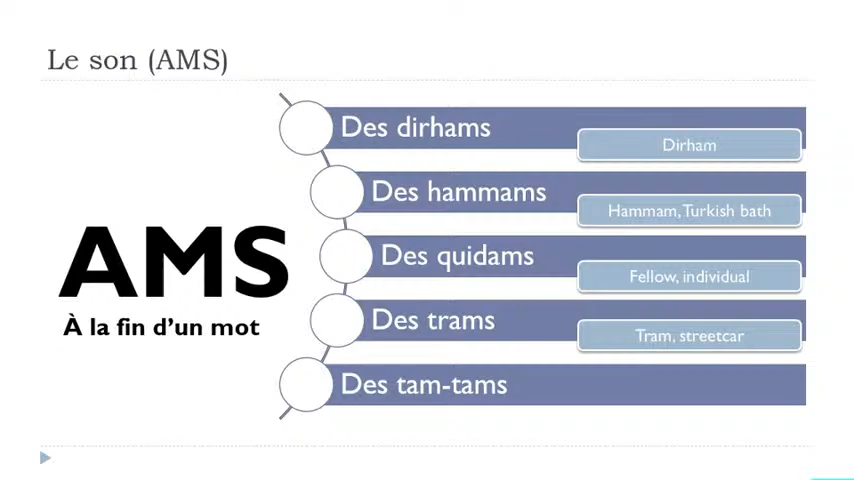 Le son (AMS)
Des dirhams
Dirham
Des hammams
Hammam, Turkish bath
AMS
À la fin d'un mot
Des quidams
Fellow, individual
Des trams
Tram, streetcar
Des tam-tams